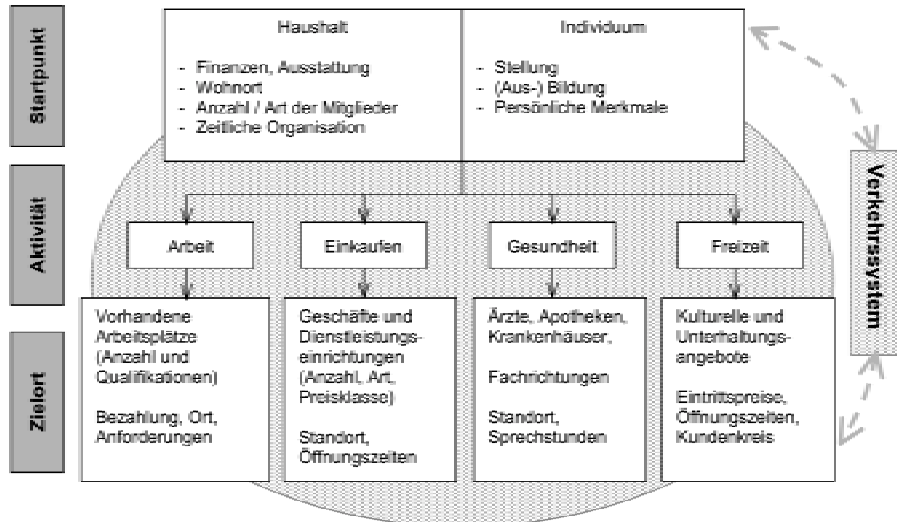 Startpunkt
Haushalt
- Finanzen, Ausstattung
- Wohnort
- Anzahl / Art der Mitglieder
- Zeitliche Organisation
Individuum
- Stellung
- (Aus-) Bildung
- Persönliche Merkmale
Verkehrssystem
Aktivität
Arbeit
Einkaufen
Gesundheit
Freizeit
Zielort
Vorhandene
Arbeitsplätze
(Anzahl und
Qualifikationen)
Bezahlung, Ort,
Anforderungen
Geschäfte und
Dienstleistungs-
einrichtungen
(Anzahl, Art,
Preisklasse)
Standort,
Öffnungszeiten
Ärzte, Apotheken,
Krankenhäuser,
Fachrichtungen
Standort,
Sprechstunden
Kulturelle und
Unterhaltungs-
angebote
Eintrittspreise,
Öffnungszeiten,
Kundenkreis